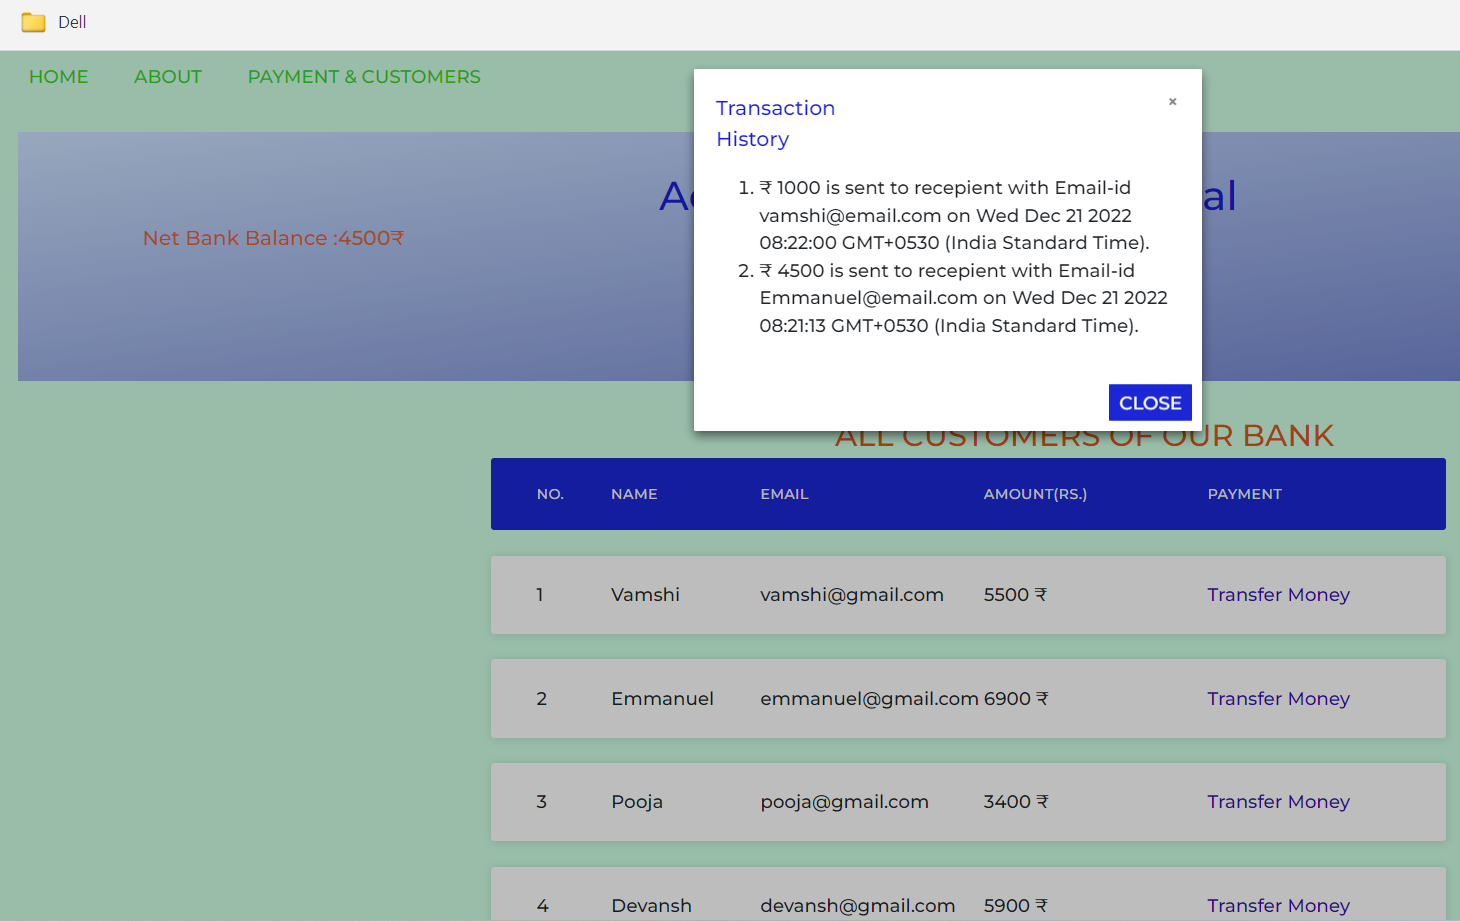 Dell
HOME ABOUT PAYMENT & CUSTOMERS
Transaction
History
×
1. ₹ 1000 is sent to recepient with Email-id
vamshi@email.com on Wed Dec 21 2022
08:22:00 GMT+0530 (India Standard Time).
2. ₹ 4500 is sent to recepient with Email-id
Emmanuel@email.com on Wed Dec 21 2022
08:21:13 GMT+0530 (India Standard Time).
CLOSE
Net Bank Balance :4500₹
ALL CUSTOMERS OF OUR BANK
NO. NAME EMAIL AMOUNT(RS.) PAYMENT
1 Vamshi vamshi@gmail.com 5500 ₹ Transfer Money
2 Emmanuel emmanuel@gmail.com 6900 ₹ Transfer Money
3 Pooja pooja@gmail.com 3400 ₹ Transfer Money
4 Devansh devansh@gmail.com 5900 ₹ Transfer Money